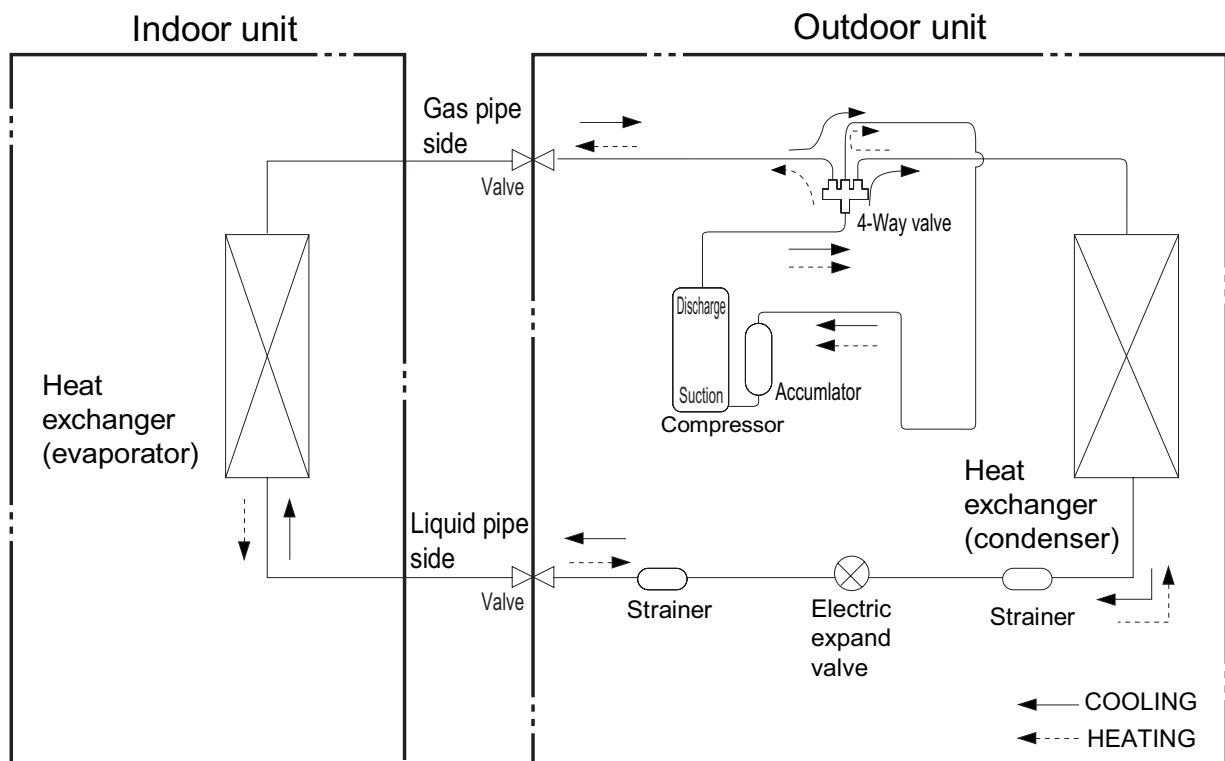 Indoor unit
Outdoor unit
Gas pipe
side
Valve
4-Way valve
Discharge
Suction
Compressor
Accumlator
Heat
exchanger
(evaporator)
Heat
exchanger
(condenser)
Liquid pipe
side
Valve
Strainer
Electric
expand
valve
Strainer
COOLING
HEATING